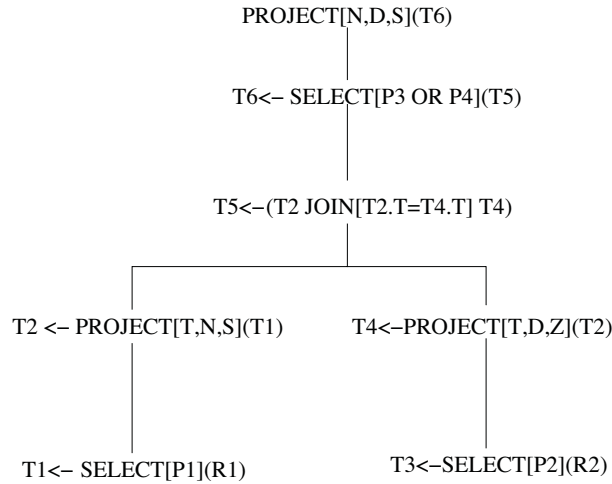 PROJECT[N,D,S](T6)
T6<− SELECT[P3 OR P4](T5)
T5<−(T2 JOIN[T2.T=T4.T] T4)
T2 <− PROJECT[T,N,S](T1)
T4<−PROJECT[T,D,Z](T2)
T1<− SELECT[P1](R1)
T3<−SELECT[P2](R2)